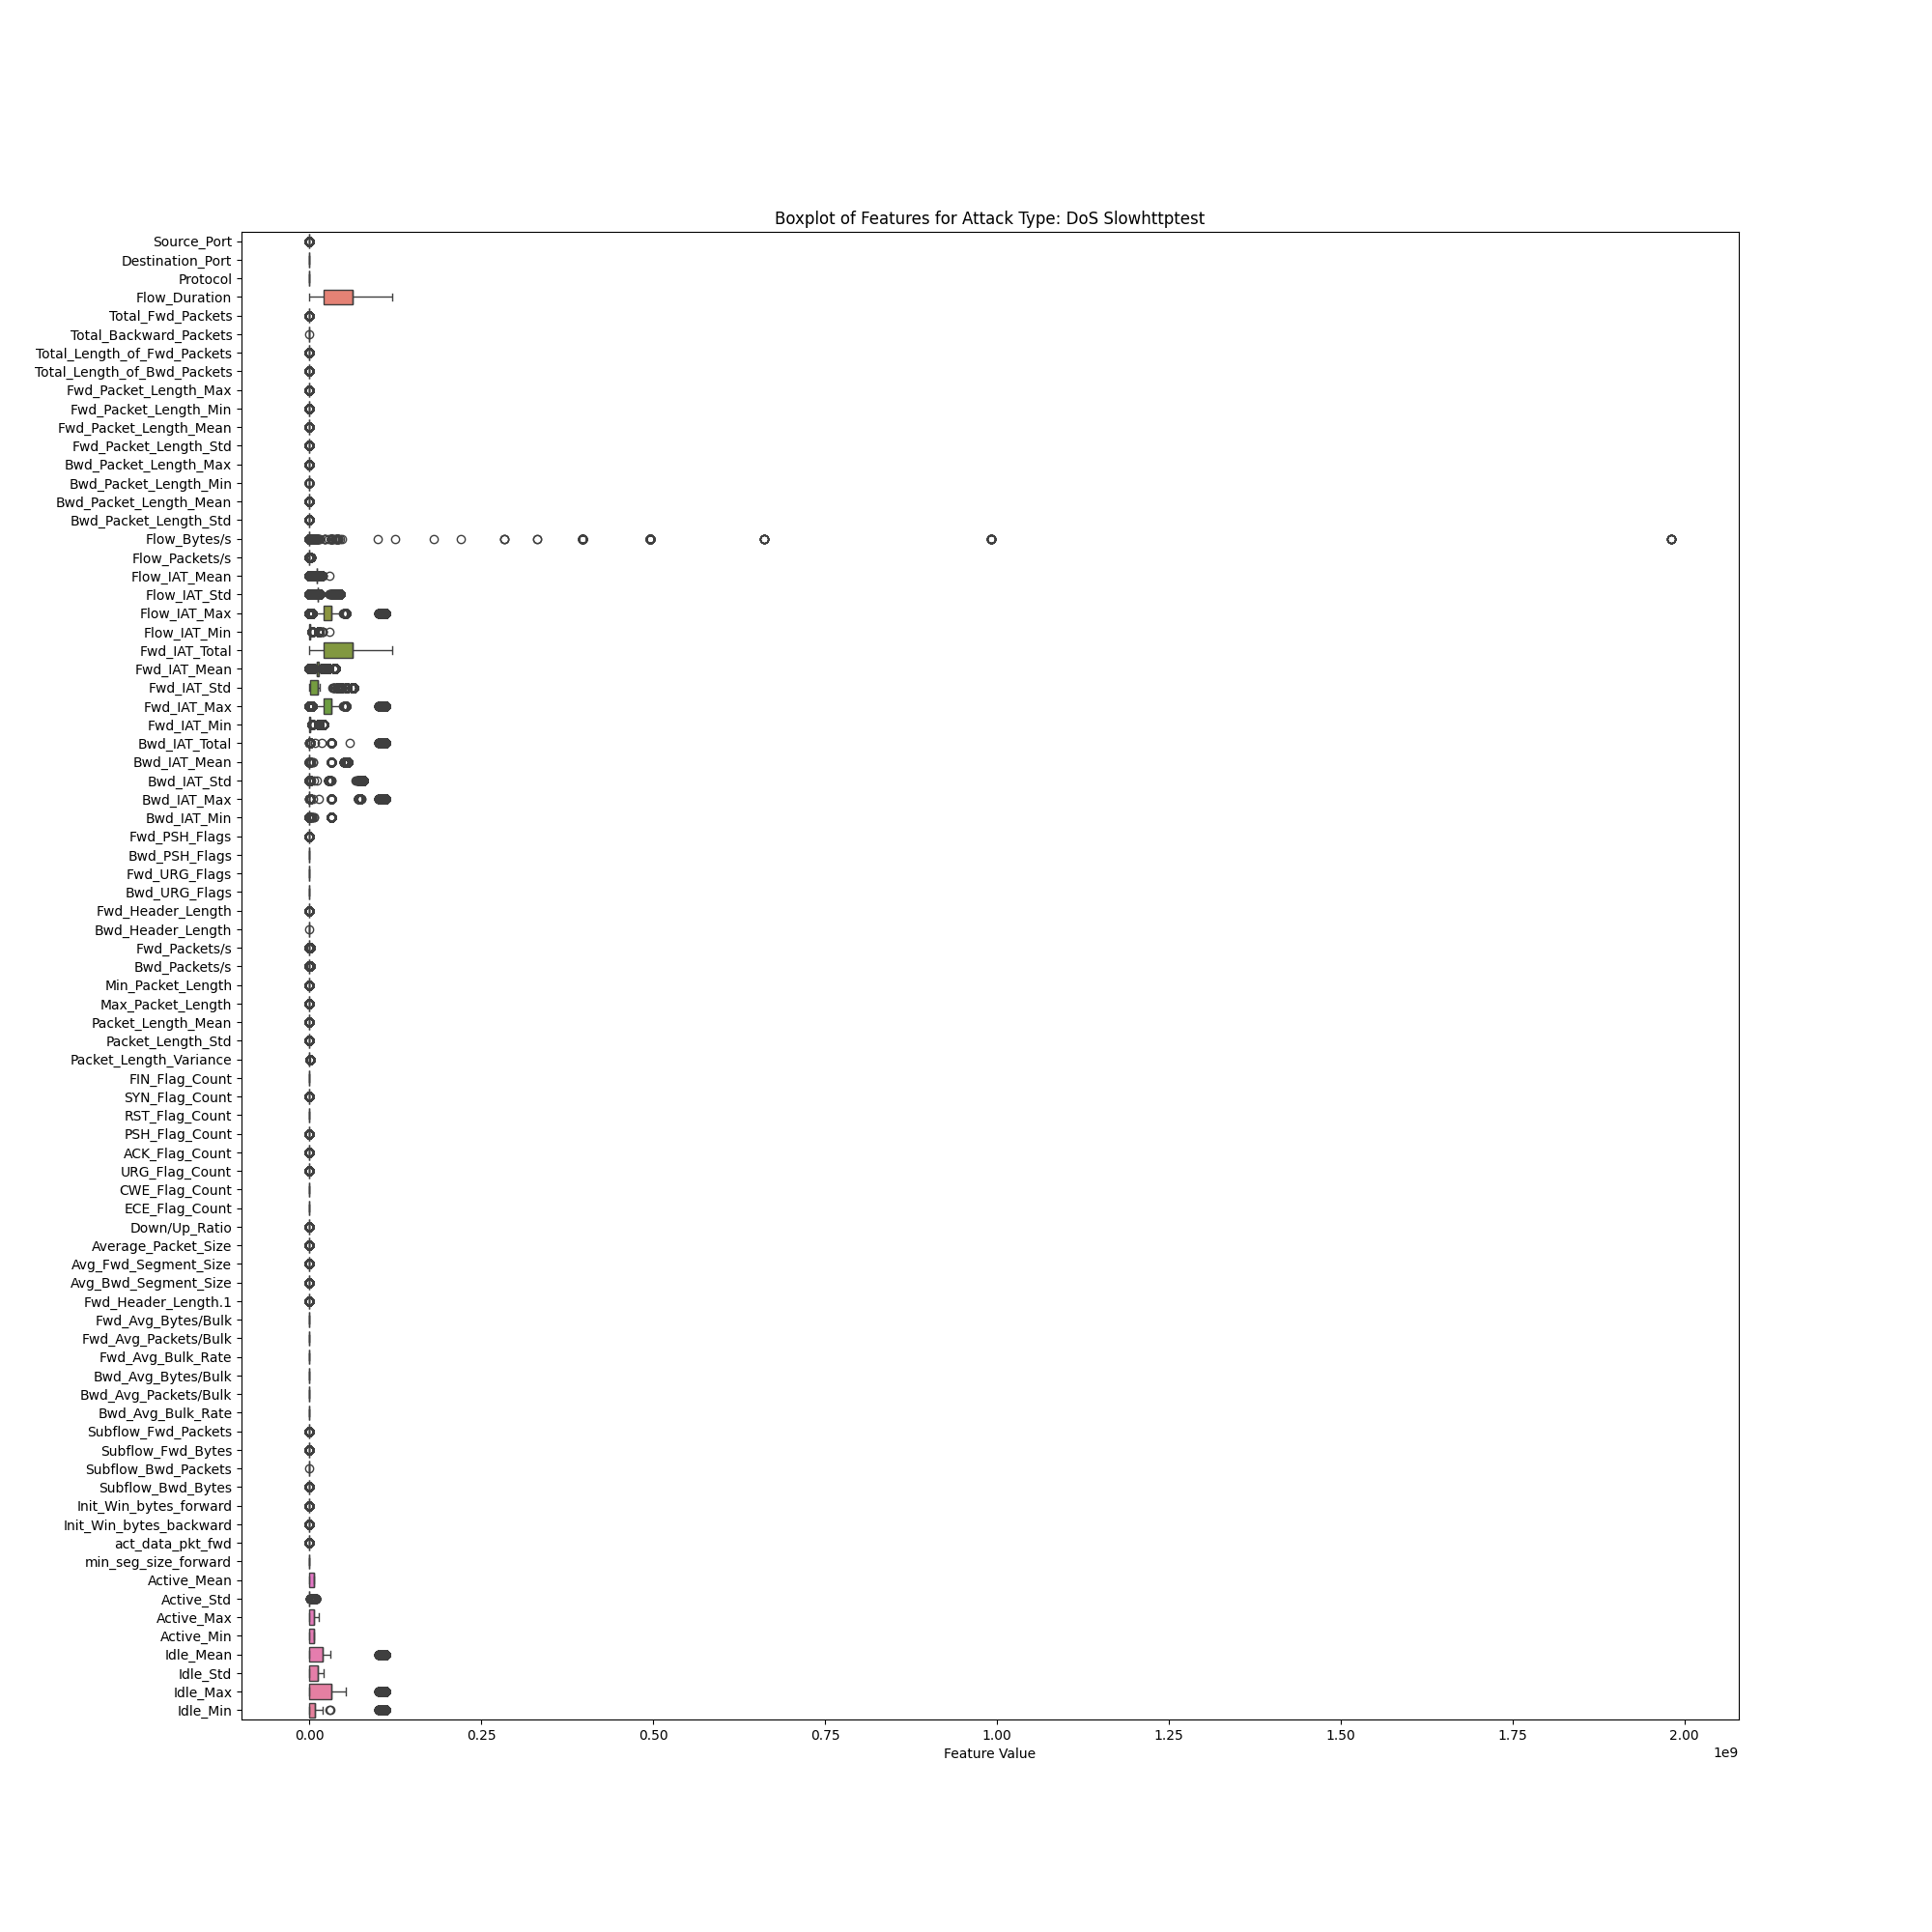 Boxplot of Features for Attack Type: DoS Slowhttptest
Source_Port
Destination_Port
Protocol
Flow_Duration
Total_Fwd_Packets
Total_Backward_Packets
Total_Length_of_Fwd_Packets
Total_Length_of_Bwd_Packets
Fwd_Packet_Length_Max
Fwd_Packet_Length_Min
Fwd_Packet_Length_Mean
Fwd_Packet_Length_Std
Bwd_Packet_Length_Max
Bwd_Packet_Length_Min
Bwd_Packet_Length_Mean
Bwd_Packet_Length_Std
Flow_Bytes/s
Flow_Packets/s
Flow_IAT_Mean
Flow_IAT_Std
Flow_IAT_Max
Flow_IAT_Min
Fwd_IAT_Total
Fwd_IAT_Mean
Fwd_IAT_Std
Fwd_IAT_Max
Fwd_IAT_Min
Bwd_IAT_Total
Bwd_IAT_Mean
Bwd_IAT_Std
Bwd_IAT_Max
Bwd_IAT_Min
Fwd_PSH_Flags
Bwd_PSH_Flags
Fwd_URG_Flags
Bwd_URG_Flags
Fwd_Header_Length
Bwd_Header_Length
Fwd_Packets/s
Bwd_Packets/s
Min_Packet_Length
Max_Packet_Length
Packet_Length_Mean
Packet_Length_Std
Packet_Length_Variance
FIN_Flag_Count
SYN_Flag_Count
RST_Flag_Count
PSH_Flag_Count
ACK_Flag_Count
URG_Flag_Count
CWE_Flag_Count
ECE_Flag_Count
Down/Up_Ratio
Average_Packet_Size
Avg_Fwd_Segment_Size
Avg_Bwd_Segment_Size
Fwd_Header_Length.1
Fwd_Avg_Bytes/Bulk
Fwd_Avg_Packets/Bulk
Fwd_Avg_Bulk_Rate
Bwd_Avg_Bytes/Bulk
Bwd_Avg_Packets/Bulk
Bwd_Avg_Bulk_Rate
Subflow_Fwd_Packets
Subflow_Fwd_Bytes
Subflow_Bwd_Packets
Subflow_Bwd_Bytes
Init_Win_bytes_forward
Init_Win_bytes_backward
act_data_pkt_fwd
min_seg_size_forward
Active_Mean
Active_Std
Active_Max
Active_Min
Idle_Mean
Idle_Std
Idle_Max
Idle_Min
0.00 0.25 0.50 0.75 1.00 1.25 1.50 1.75 2.00
Feature Value
1e9